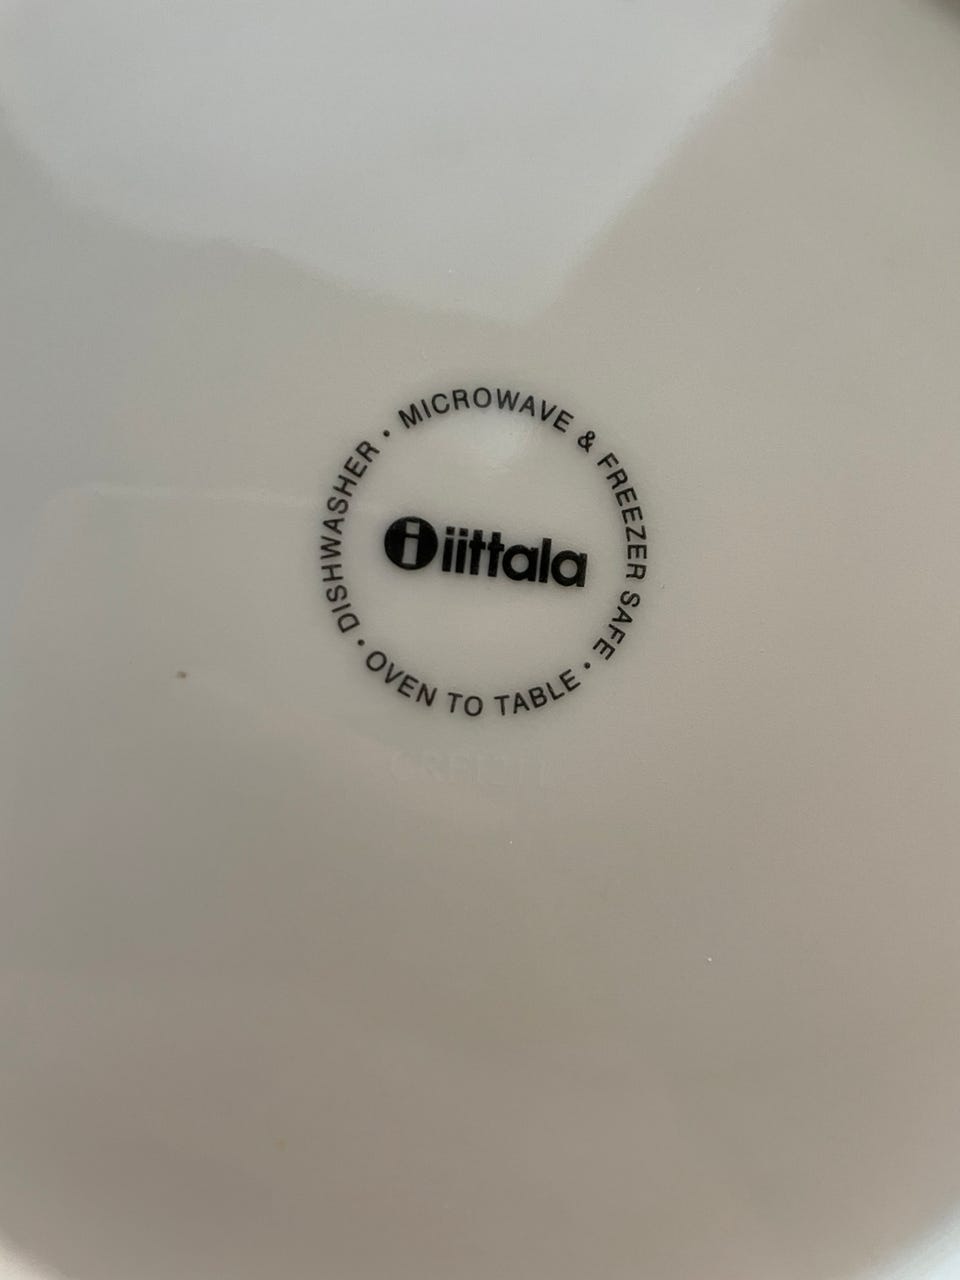 DISHWASHER • MICROWAVE & FREEZER SAFE • OVEN TO TABLE •
i iittala